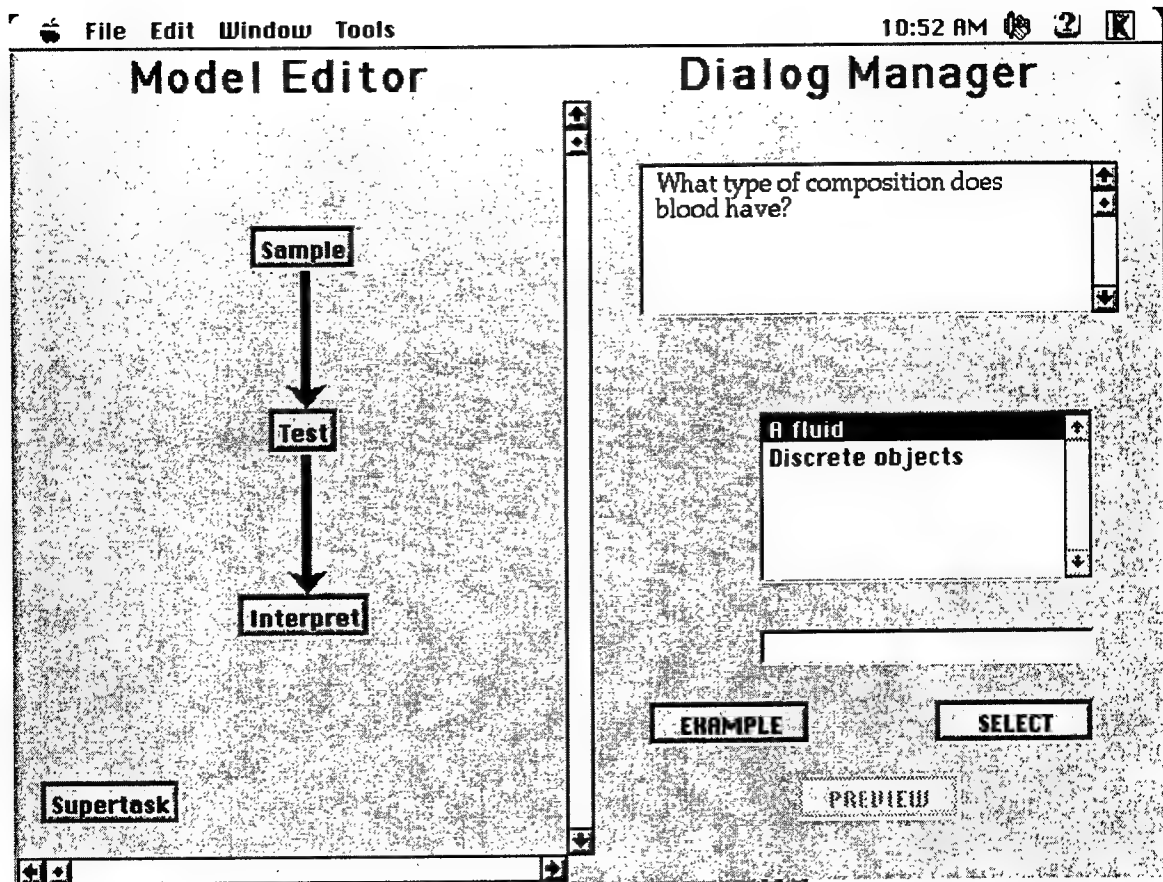 File Edit Window Tools
10:52 AM
Model Editor
Dialog Manager
What type of composition does
blood have?
Sample
Test
Interpret
Supertask
A fluid
Discrete objects
EXAMPLE
SELECT
PREVIEW